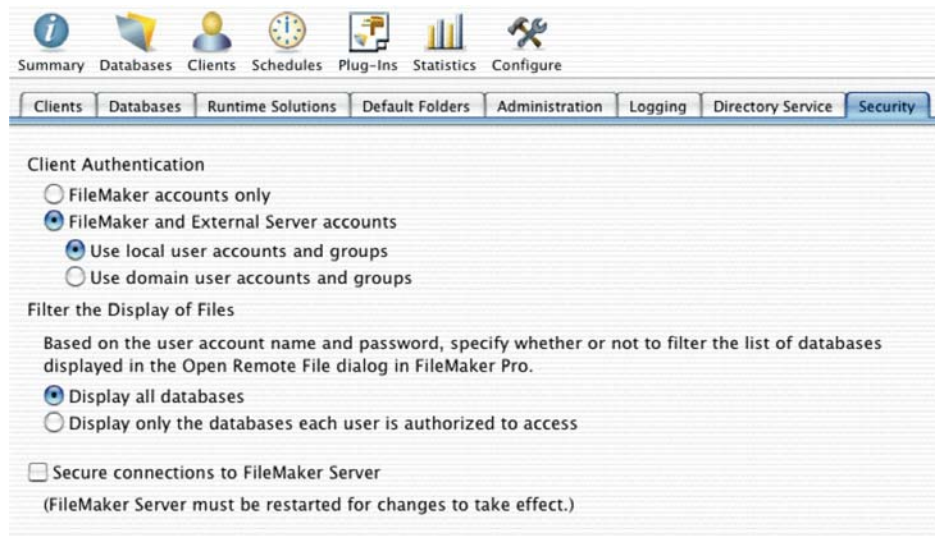 Summary Databases Clients Schedules Plug-Ins Statistics Configure
Clients Databases Runtime Solutions Default Folders Administration Logging Directory Service Security
Client Authentication
FileMaker accounts only
FileMaker and External Server accounts
Use local user accounts and groups
Use domain user accounts and groups
Filter the Display of Files
Based on the user account name and password, specify whether or not to filter the list of databases
displayed in the Open Remote File dialog in FileMaker Pro.
Display all databases
Display only the databases each user is authorized to access
Secure connections to FileMaker Server
(FileMaker Server must be restarted for changes to take effect.)